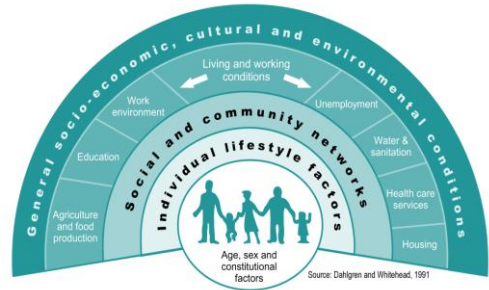 General socio-economic, cultural and environmental conditions
Living and working
conditions
Work
environment
Unemployment
Education
Water &
sanitation
Agriculture
and food
production
Health care
services
Housing
Social and community networks
Individual lifestyle factors
Age, sex and
constitutional
factors
Source: Dahlgren and Whitehead, 1991